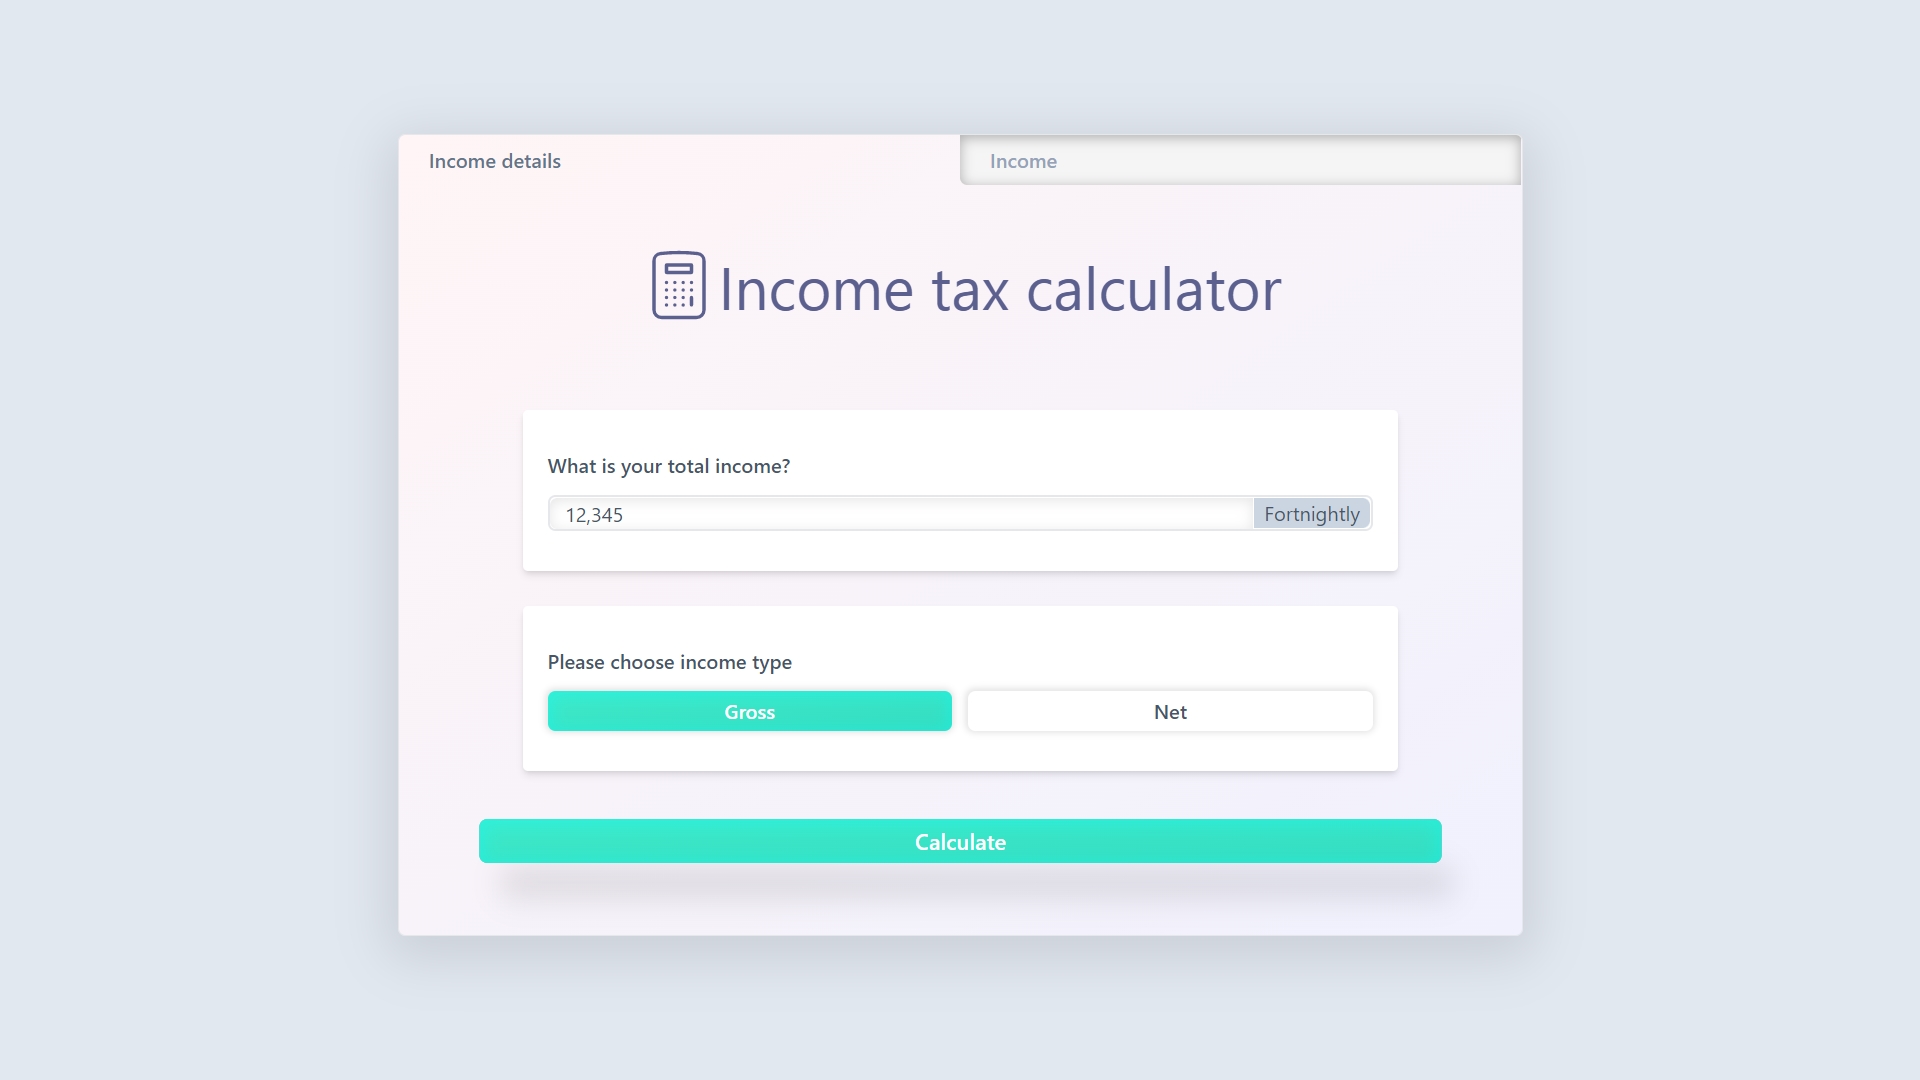 Income details
Income
Income tax calculator
What is your total income?
12,345
Fortnightly
Please choose income type
Gross
Net
Calculate